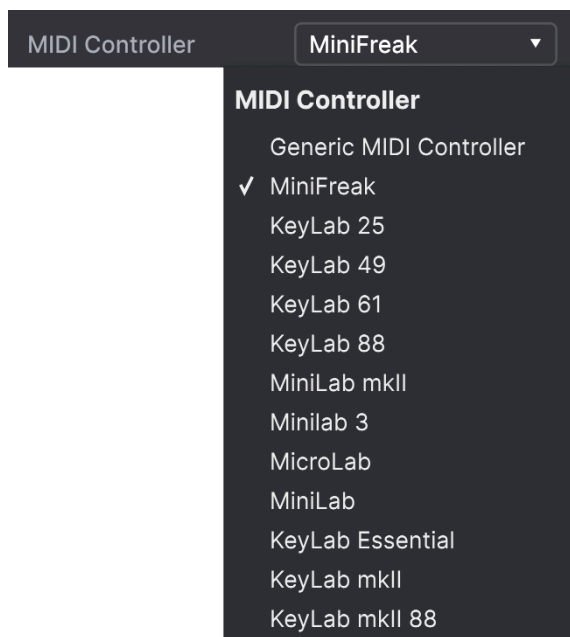 MIDI Controller MiniFreak
MIDI Controller
Generic MIDI Controller
✓ MiniFreak
KeyLab 25
KeyLab 49
KeyLab 61
KeyLab 88
MiniLab mkII
Minilab 3
MicroLab
MiniLab
KeyLab Essential
KeyLab mkII
KeyLab mkII 88